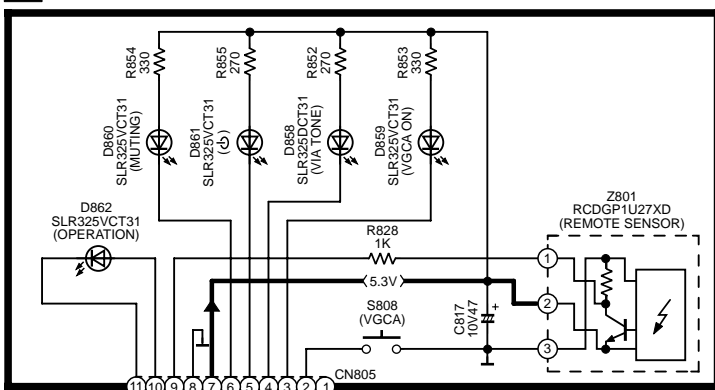 R854
330
R855
270
R852
270
R853
330
D860
SLR325VCT31
(MUTING)
D861
SLR325VCT31
(⏻)
D858
SLR325DCT31
(VIA TONE)
D859
SLR325VCT31
(VGCA ON)
D862
SLR325VCT31
(OPERATION)
R828
1K
5.3V
S808
(VGCA)
C817
10V47
+
Z801
RCDGP1U27XD
(REMOTE SENSOR)
1
2
3
CN805
11 10 9 8 7 6 5 4 3 2 1